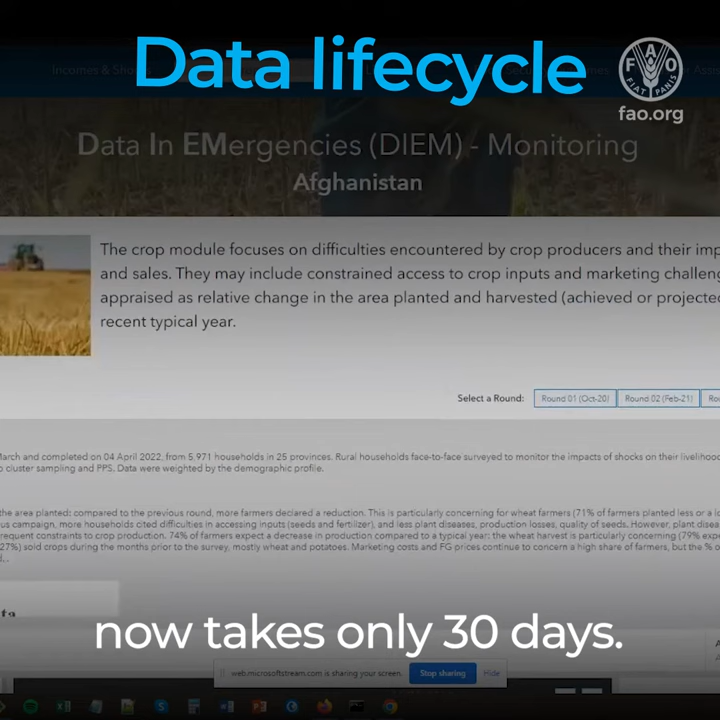 Data lifecycle
F A O
FIAT PANIS
fao.org
Incomes & Sho
Data In EMergencies (DIEM) - Monitoring
Afghanistan
The crop module focuses on difficulties encountered by crop producers and their imp
and sales. They may include constrained access to crop inputs and marketing challeng
appraised as relative change in the area planted and harvested (achieved or projected
recent typical year.
Select a Round: Round 01 (Oct-20) Round 02 (Feb-21) Rou
March and completed on 04 April 2022, from 5,971 households in 25 provinces. Rural households face-to-face surveyed to monitor the impacts of shocks on their livelihood
o cluster sampling and PPS. Data were weighted by the demographic profile.
the area planted: compared to the previous round, more farmers declared a reduction. This is particularly concerning for wheat farmers (71% of farmers planted less or a lo
us campaign, more households cited difficulties in accessing inputs (seeds and fertilizer), and less plant diseases, production losses, quality of seeds. However, plant disea
requent constraints to crop production. 74% of farmers expect a decrease in production compared to a typical year: the wheat harvest is particularly concerning (79% expe
27%) sold crops during the months prior to the survey, mostly wheat and potatoes. Marketing costs and FG prices continue to concern a high share of farmers, but the % o
ta
now takes only 30 days.
web.microsoftstream.com is sharing your screen. Stop sharing Hide